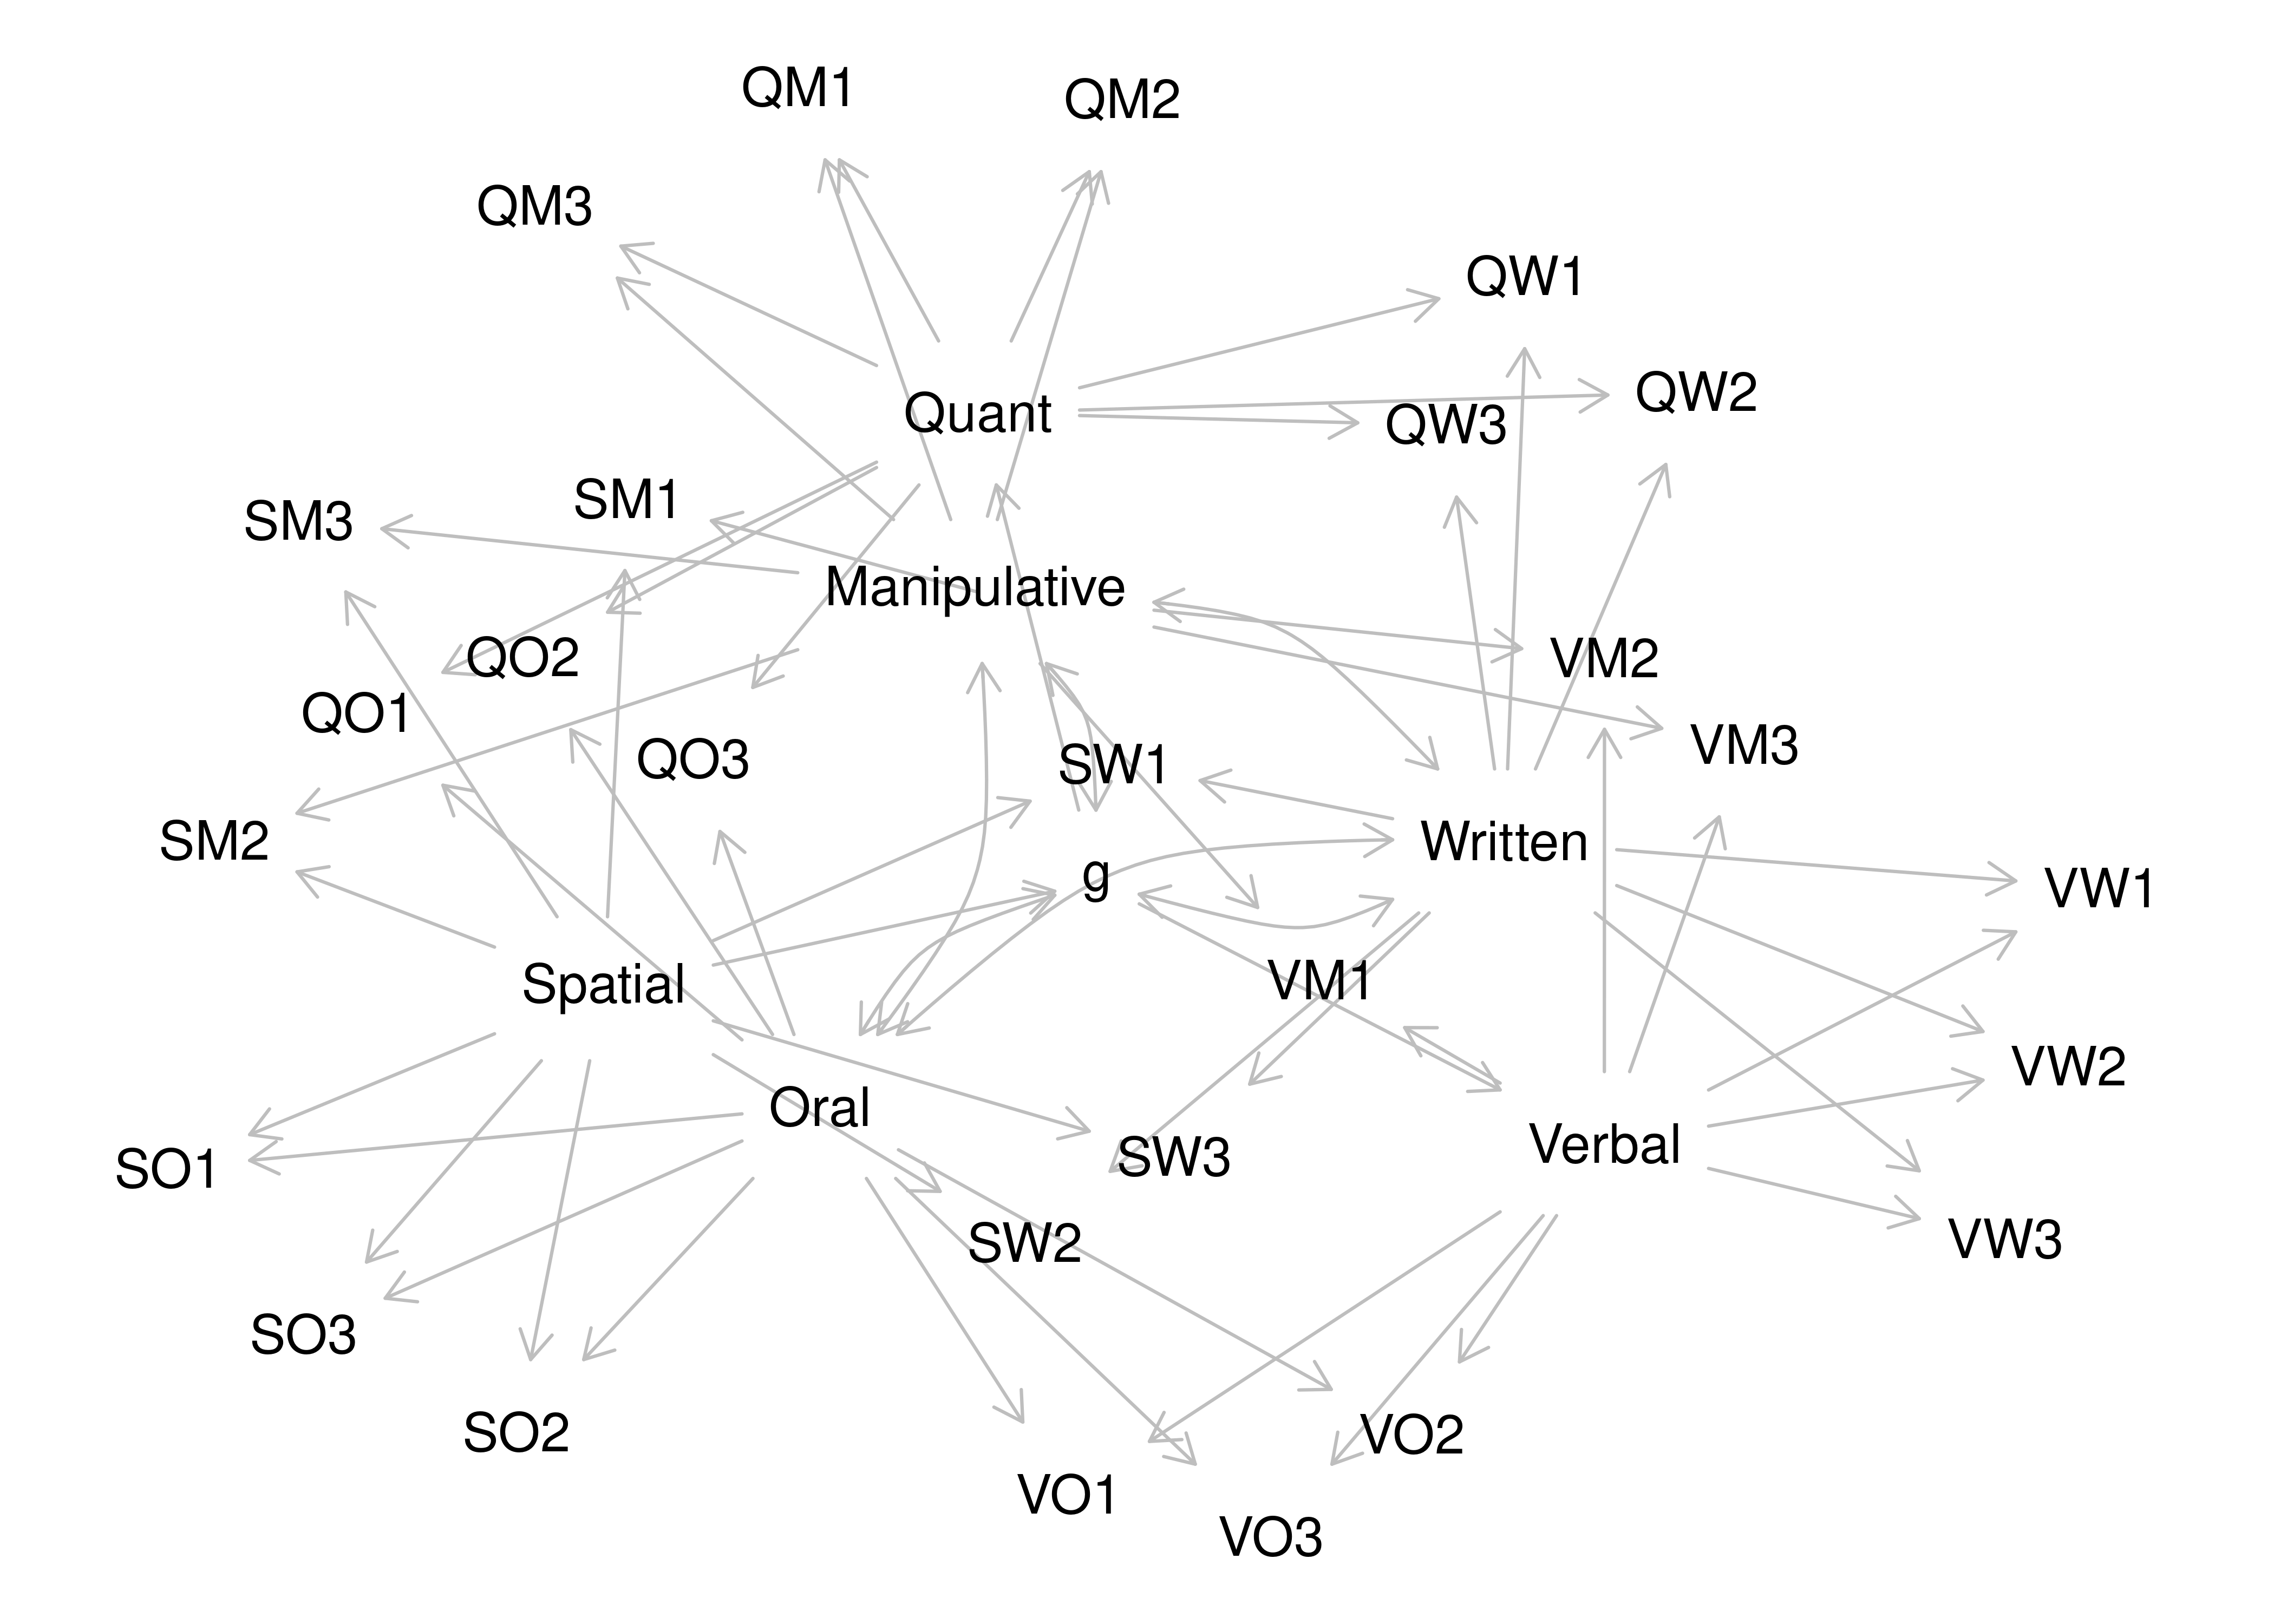 QM1
QM2
QM3
QW1
QW2
Quant
QW3
SM1
SM3
Manipulative
QO2
VM2
QO1
QO3
SW1
VM3
SM2
Written
g
VW1
Spatial
VM1
VW2
Oral
SW3
Verbal
SO1
SW2
VW3
SO3
SO2
VO2
VO1
VO3